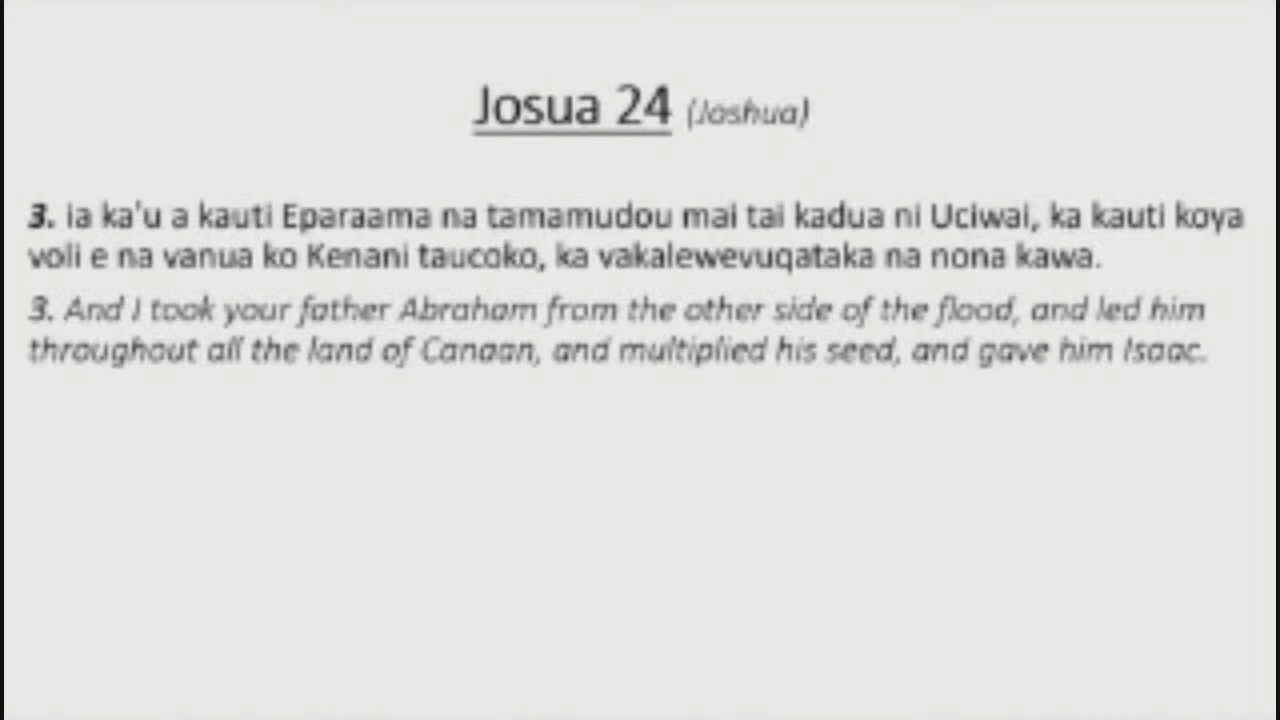 Josua 24 (Joshua)
3. ia ka'u a kauti Eparaama na tamamudou mai tai kadua ni Uciwai, ka kauti koya
voli e na vanua ko Kenani taucoko, ka vakalewevuqataka na nona kawa.
3. And I took your father Abraham from the other side of the flood, and led him
throughout all the land of Canaan, and multiplied his seed, and gave him Isaac.